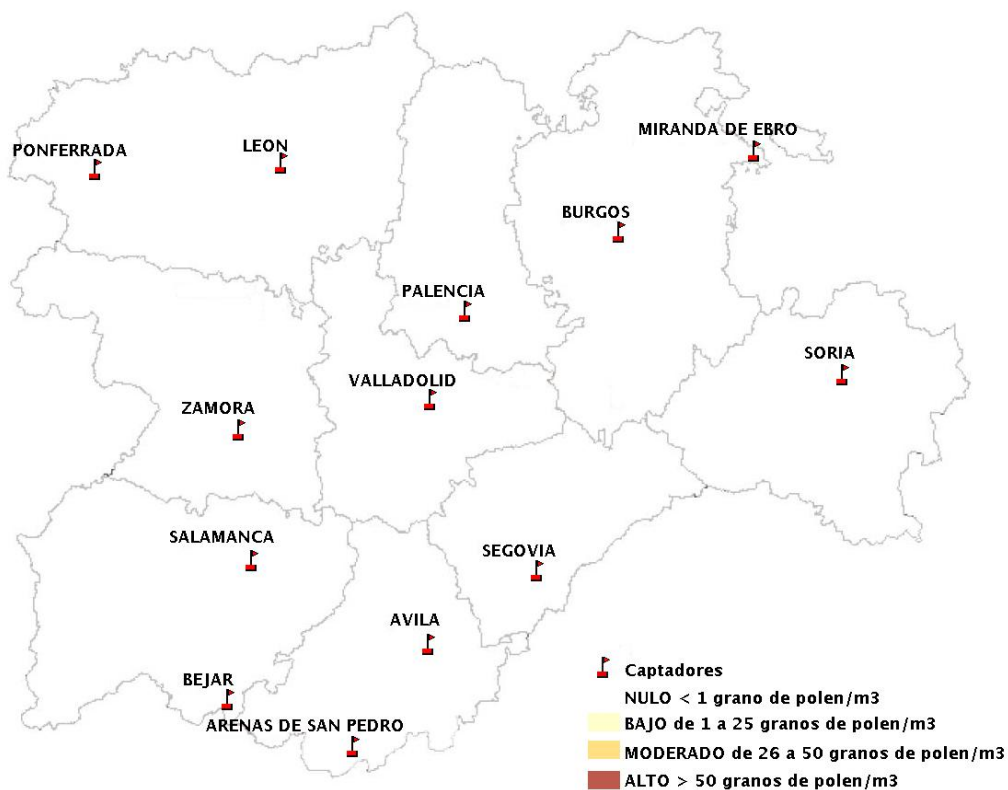 MIRANDA DE EBRO
PONFERRADA
LEON
BURGOS
PALENCIA
SORIA
VALLADOLID
ZAMORA
SALAMANCA
SEGOVIA
AVILA
BEJAR
ARENAS DE SAN PEDRO
Captadores
NULO < 1 grano de polen/m3
BAJO de 1 a 25 granos de polen/m3
MODERADO de 26 a 50 granos de polen/m3
ALTO > 50 granos de polen/m3